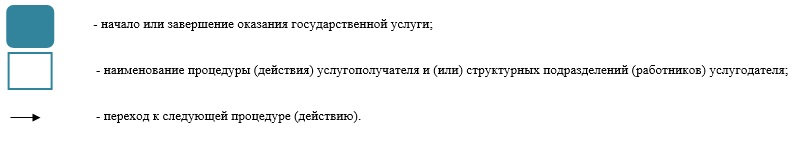 - начало или завершение оказания государственной услуги;
- наименование процедуры (действия) услугополучателя и (или) структурных подразделений (работников) услугодателя;
- переход к следующей процедуре (действию).